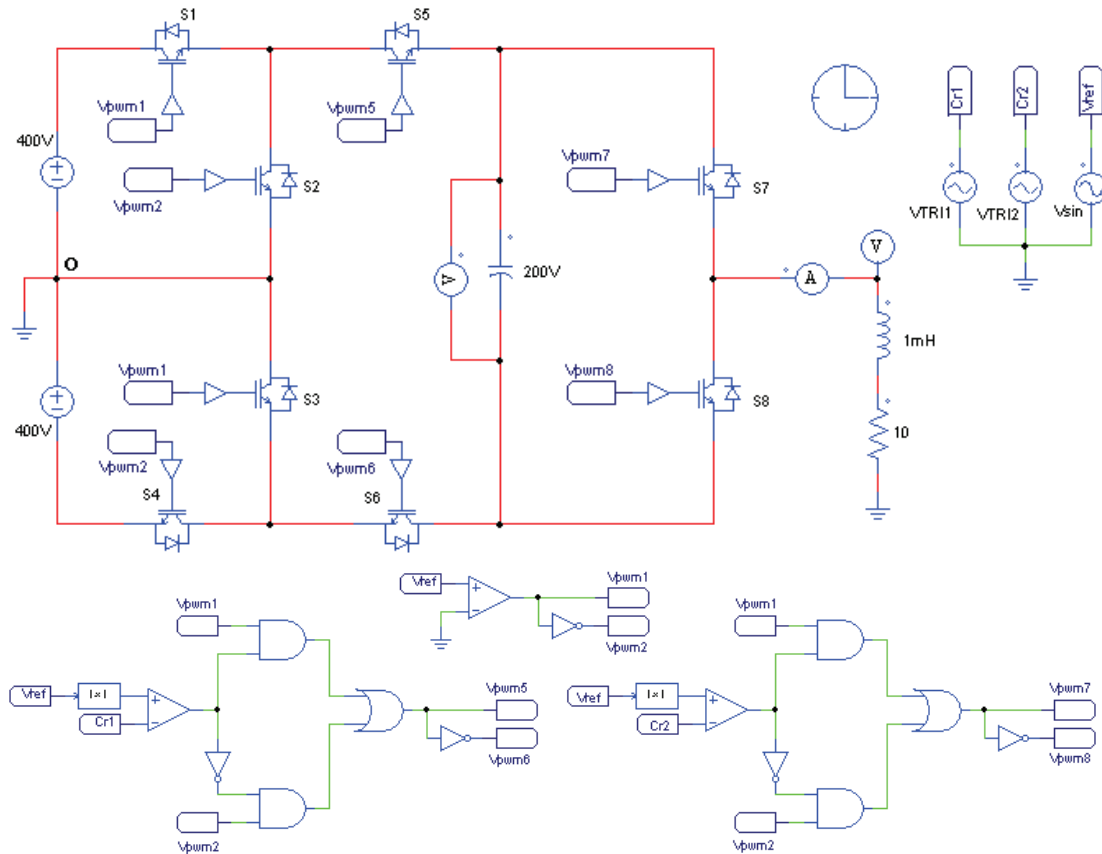 S1
S5
Vpwm1
Vpwm5
Cr1
Cr2
Vref
400V
Vpwm2
S2
Vpwm7
S7
VTRI1
VTRI2
Vsin
O
V
200V
V
A
1mH
Vpwm1
S3
Vpwm8
S8
400V
Vpwm2
Vpwm6
10
S4
S6
Vref
Vpwm1
Vpwm2
Vpwm1
Vref
|x|
Cr1
Vpwm5
Vpwm6
Vpwm2
Vpwm1
Vref
|x|
Cr2
Vpwm7
Vpwm8
Vpwm2